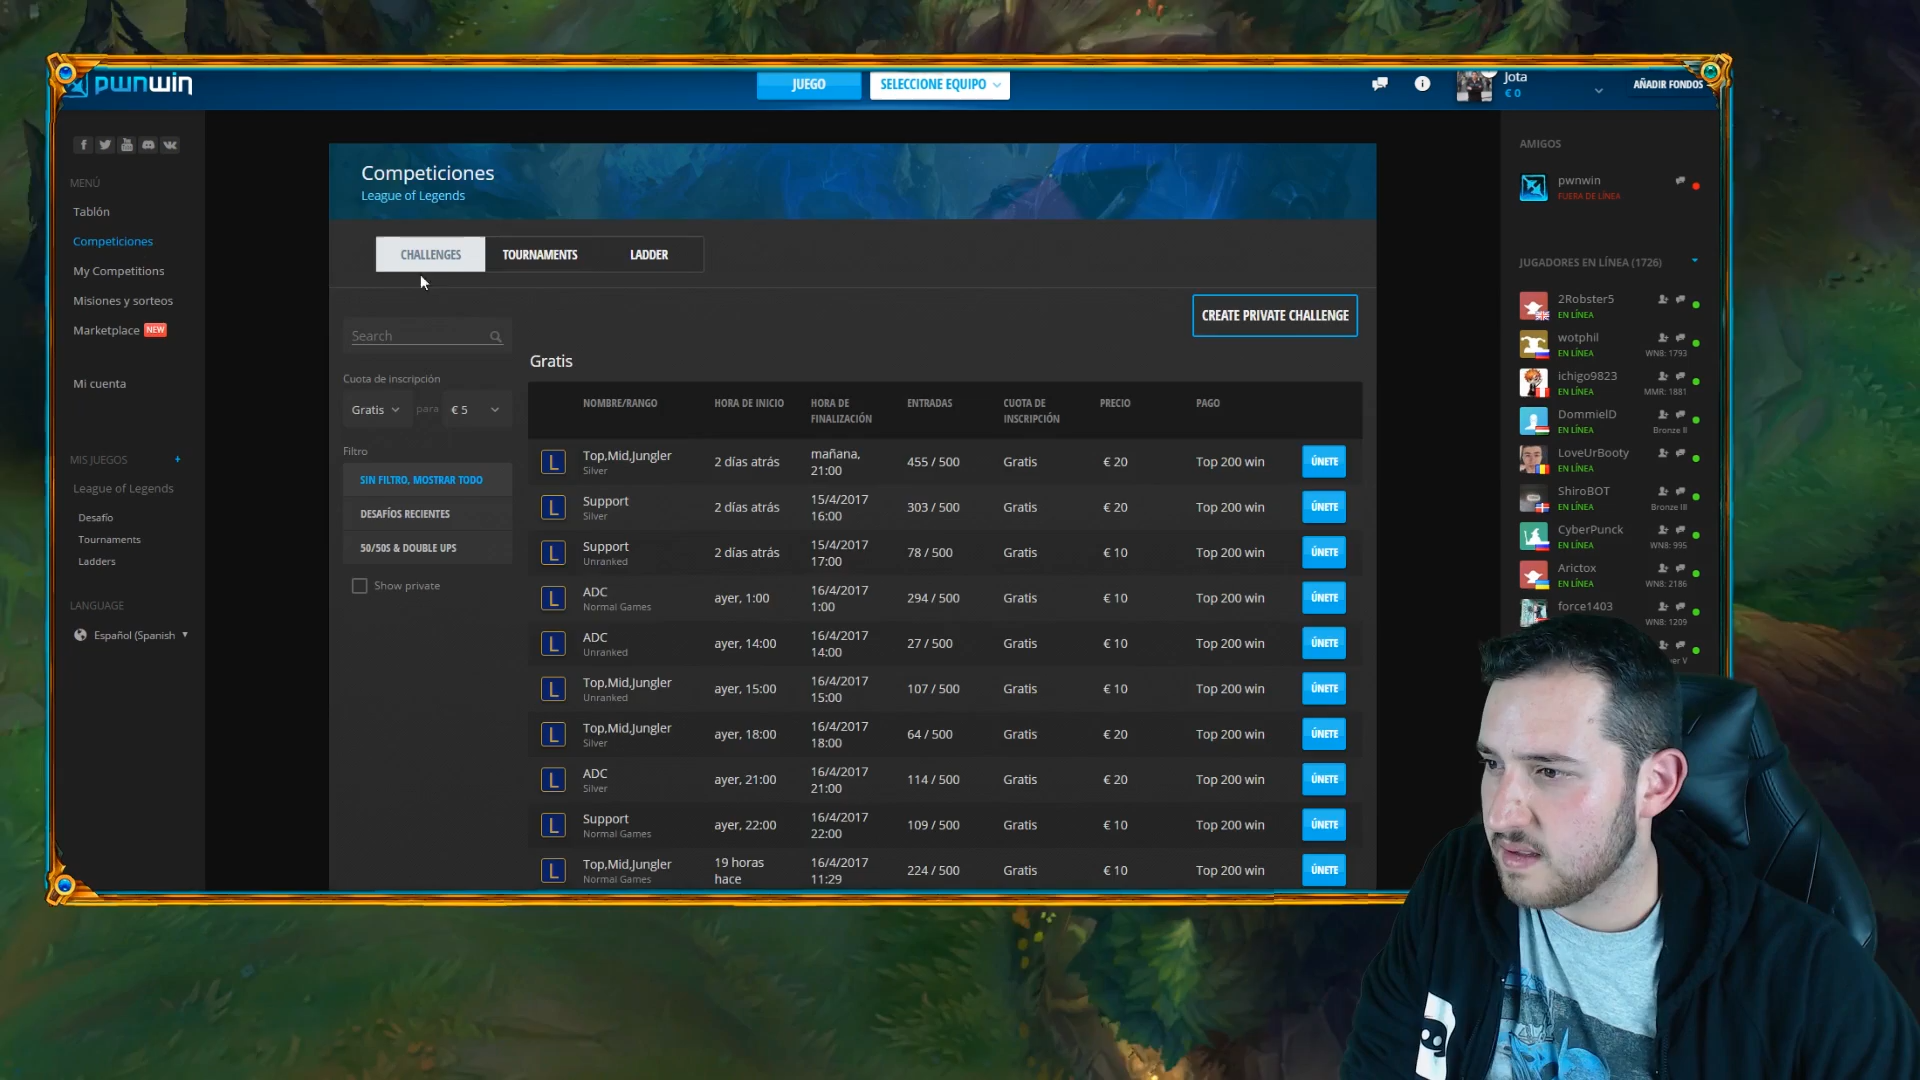 pwnwin
JUEGO
SELECCIONE EQUIPO
Jota
€ 0
AÑADIR FONDOS
MENÚ
Tablón
Competiciones
My Competitions
Misiones y sorteos
Marketplace NEW
Mi cuenta
MIS JUEGOS +
League of Legends
Desafío
Tournaments
Ladders
LANGUAGE
Español (Spanish
Competiciones
League of Legends
CHALLENGES
TOURNAMENTS
LADDER
CREATE PRIVATE CHALLENGE
Search
Cuota de inscripción
Gratis para € 5
Filtro
SIN FILTRO, MOSTRAR TODO
DESAFÍOS RECIENTES
50/50S & DOUBLE UPS
Show private
Gratis
NOMBRE/RANGO HORA DE INICIO HORA DE FINALIZACIÓN ENTRADAS CUOTA DE INSCRIPCIÓN PRECIO PAGO
L Top,Mid,Jungler Silver 2 días atrás mañana, 21:00 455 / 500 Gratis € 20 Top 200 win ÚNETE
L Support Silver 2 días atrás 15/4/2017 16:00 303 / 500 Gratis € 20 Top 200 win ÚNETE
L Support Unranked 2 días atrás 15/4/2017 17:00 78 / 500 Gratis € 10 Top 200 win ÚNETE
L ADC Normal Games ayer, 1:00 16/4/2017 1:00 294 / 500 Gratis € 10 Top 200 win ÚNETE
L ADC Unranked ayer, 14:00 16/4/2017 14:00 27 / 500 Gratis € 10 Top 200 win ÚNETE
L Top,Mid,Jungler Unranked ayer, 15:00 16/4/2017 15:00 107 / 500 Gratis € 10 Top 200 win ÚNETE
L Top,Mid,Jungler Silver ayer, 18:00 16/4/2017 18:00 64 / 500 Gratis € 20 Top 200 win ÚNETE
L ADC Silver ayer, 21:00 16/4/2017 21:00 114 / 500 Gratis € 20 Top 200 win ÚNETE
L Support Normal Games ayer, 22:00 16/4/2017 22:00 109 / 500 Gratis € 10 Top 200 win ÚNETE
L Top,Mid,Jungler Normal Games 19 horas hace 16/4/2017 11:29 224 / 500 Gratis € 10 Top 200 win ÚNETE
AMIGOS
pwnwin
FUERA DE LÍNEA
JUGADORES EN LÍNEA (1726)
2Robster5
EN LÍNEA
wotphil
EN LÍNEA WN8: 1793
ichigo9823
EN LÍNEA MMR: 1881
DommielD
EN LÍNEA Bronze II
LoveUrBooty
EN LÍNEA
ShiroBOT
EN LÍNEA Bronze III
CyberPunck
EN LÍNEA WN8: 995
Arictox
EN LÍNEA WN8: 2186
force1403
WN8: 1209
er V